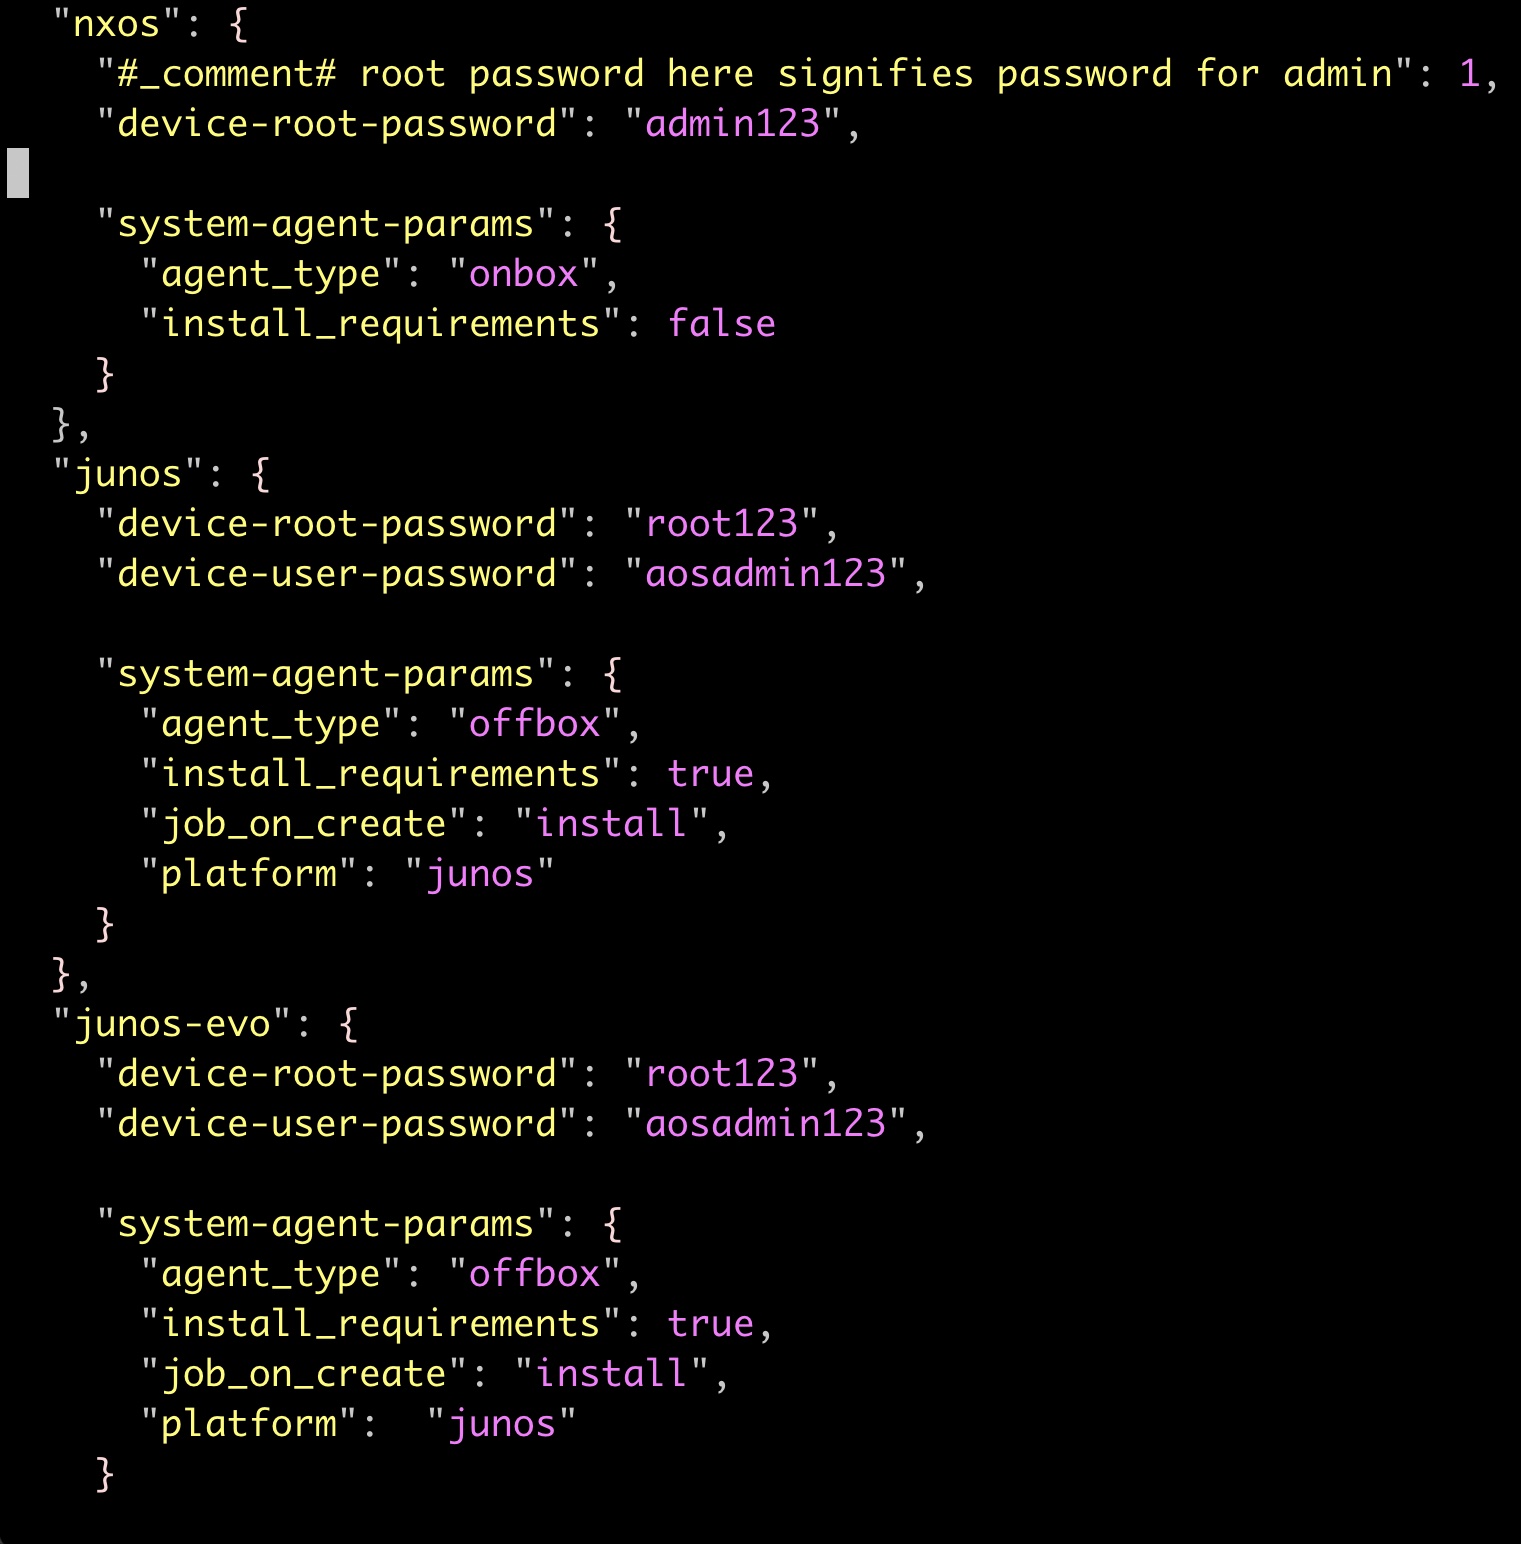 "nxos": {
"#_comment# root password here signifies password for admin": 1,
"device-root-password": "admin123",
"system-agent-params": {
"agent_type": "onbox",
"install_requirements": false
}
},
"junos": {
"device-root-password": "root123",
"device-user-password": "aosadmin123",
"system-agent-params": {
"agent_type": "offbox",
"install_requirements": true,
"job_on_create": "install",
"platform": "junos"
}
},
"junos-evo": {
"device-root-password": "root123",
"device-user-password": "aosadmin123",
"system-agent-params": {
"agent_type": "offbox",
"install_requirements": true,
"job_on_create": "install",
"platform":  "junos"
}